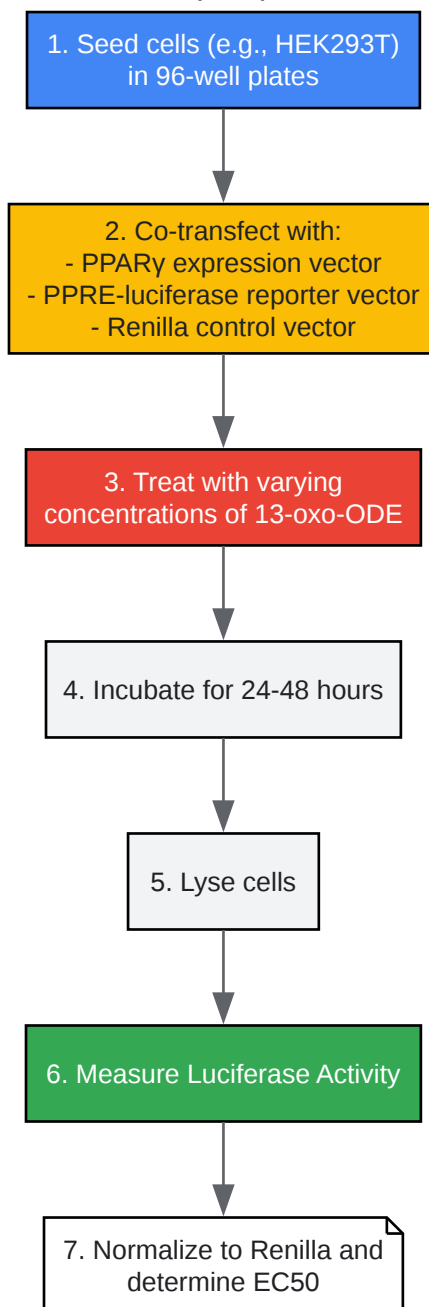 1. Seed cells (e.g., HEK293T)
in 96-well plates
2. Co-transfect with:
- PPARγ expression vector
- PPRE-luciferase reporter vector
- Renilla control vector
3. Treat with varying
concentrations of 13-oxo-ODE
4. Incubate for 24-48 hours
5. Lyse cells
6. Measure Luciferase Activity
7. Normalize to Renilla and
determine EC50